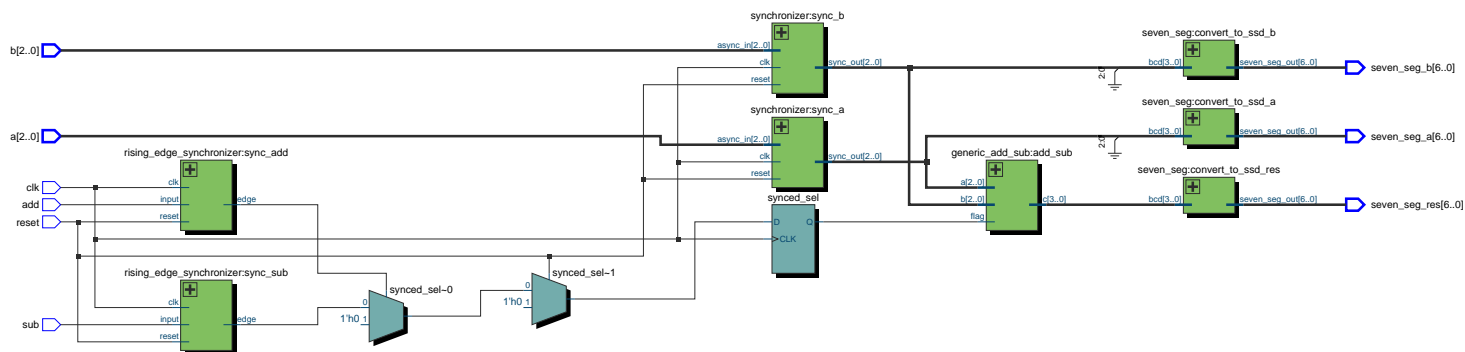 synchronizer:sync_b
b[2..0]
async_in[2..0]
clk
reset
sync_out[2..0]
seven_seg:convert_to_ssd_b
2:0
bcd[3..0]
seven_seg_out[6..0]
seven_seg_b[6..0]
synchronizer:sync_a
a[2..0]
async_in[2..0]
clk
reset
sync_out[2..0]
seven_seg:convert_to_ssd_a
2:0
bcd[3..0]
seven_seg_out[6..0]
seven_seg_a[6..0]
rising_edge_synchronizer:sync_add
clk
add
reset
clk
input
reset
edge
generic_add_sub:add_sub
a[2..0]
b[2..0]
flag
c[3..0]
seven_seg:convert_to_ssd_res
bcd[3..0]
seven_seg_out[6..0]
seven_seg_res[6..0]
synced_sel
D
Q
CLK
rising_edge_synchronizer:sync_sub
sub
clk
input
reset
edge
synced_sel~0
0
1'h0 1
synced_sel~1
0
1'h0 1